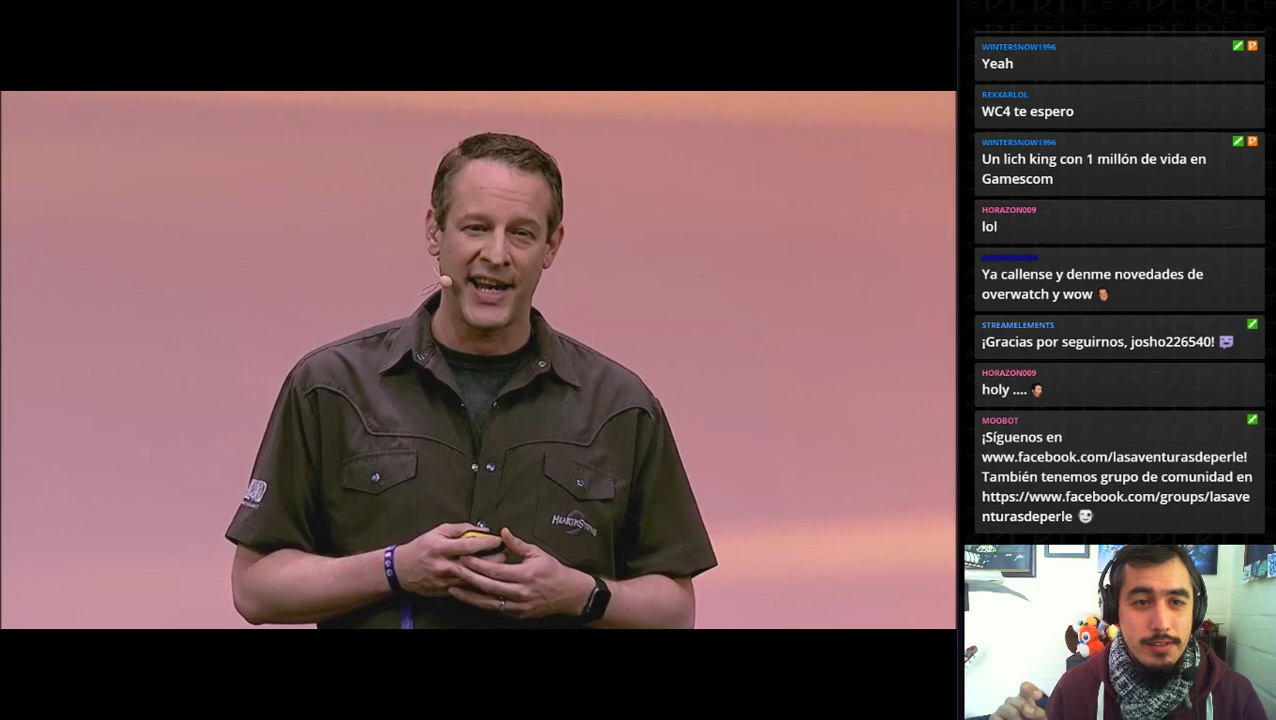 HEARTHSTONE
WINTERSNOW1996
Yeah
REXXARLOL
WC4 te espero
WINTERSNOW1996
Un lich king con 1 millón de vida en
Gamescom
HORAZON009
lol
Ya callense y denme novedades de
overwatch y wow
STREAMELEMENTS
¡Gracias por seguirnos, josho226540!
HORAZON009
holy ....
MOOBOT
¡Síguenos en
www.facebook.com/lasaventurasdeperle!
También tenemos grupo de comunidad en
https://www.facebook.com/groups/lasave
nturasdeperle